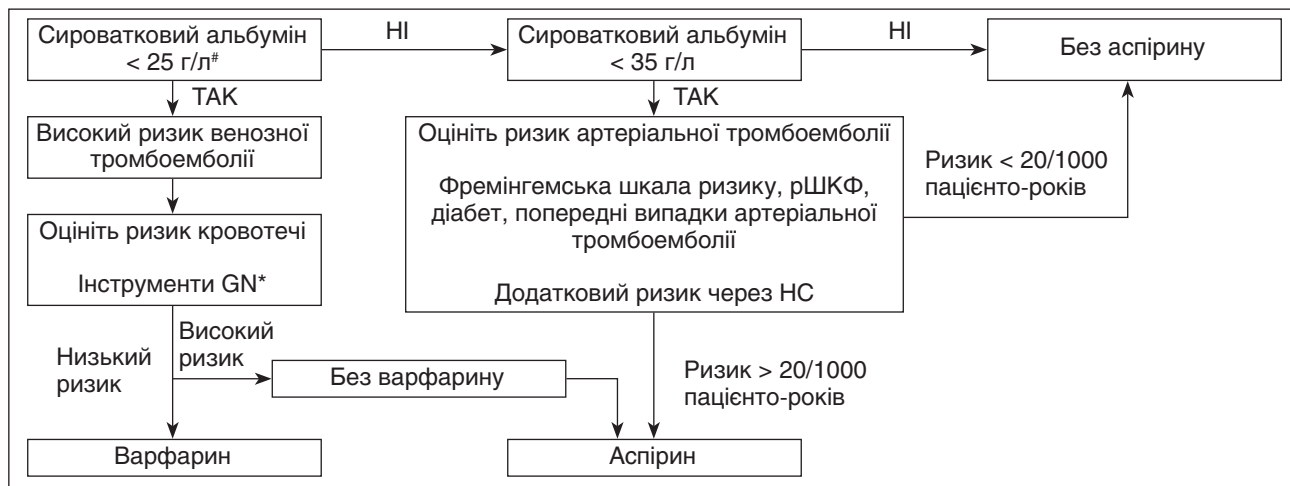 Сироватковий альбумін
< 25 г/л#
НІ
Сироватковий альбумін
< 35 г/л
НІ
Без аспірину
ТАК
ТАК
Високий ризик венозної
тромбоемболії
Оцініть ризик артеріальної тромбоемболії
Фремінгемська шкала ризику, рШКФ,
діабет, попередні випадки артеріальної
тромбоемболії
Додатковий ризик через НС
Ризик < 20/1000
пацієнто-років
Оцініть ризик кровотечі
Інструменти GN*
Низький
ризик
Високий
ризик
Без варфарину
Ризик > 20/1000
пацієнто-років
Варфарин
Аспірин